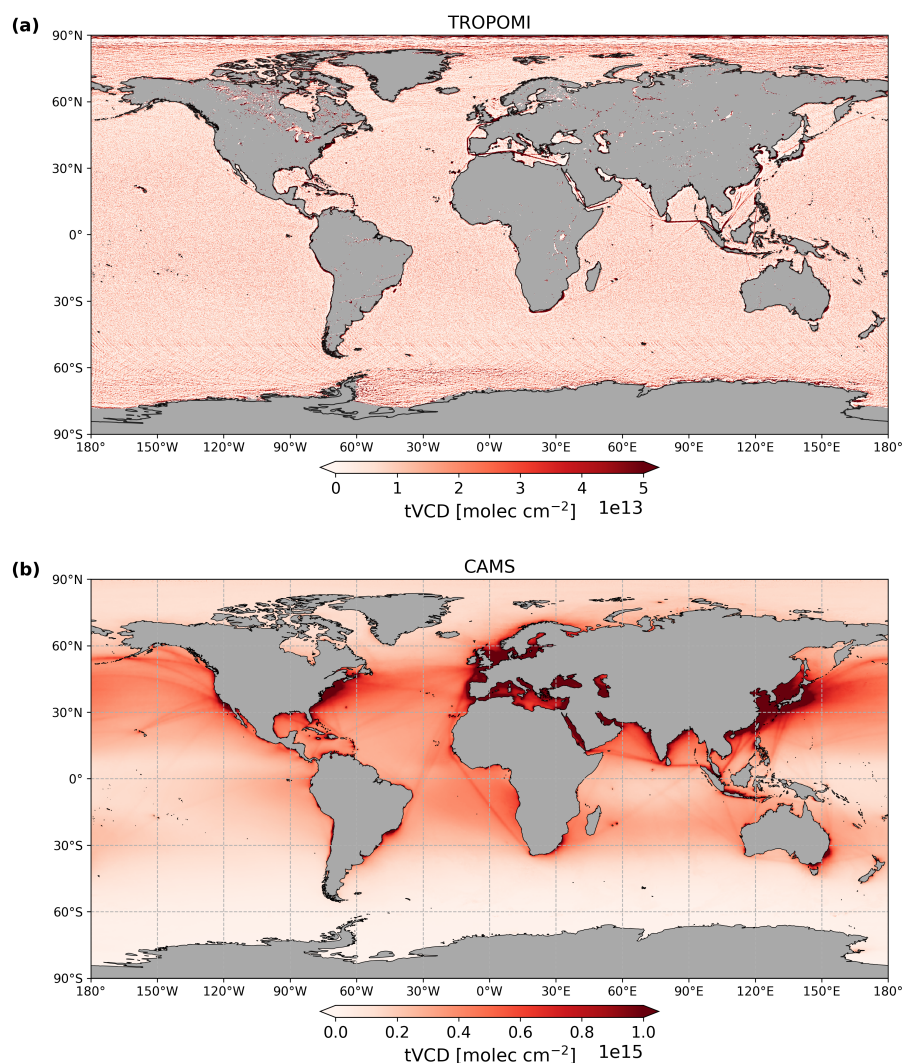 (a)
TROPOMI
90°N
60°N
30°N
0°
30°S
60°S
90°S
180°
150°W
120°W
90°W
60°W
30°W
0°W
30°E
60°E
90°E
120°E
150°E
180°
0 1 2 3 4 5
tVCD [molec cm⁻²] 1e13
(b)
CAMS
90°N
60°N
30°N
0°
30°S
60°S
90°S
180°
150°W
120°W
90°W
60°W
30°W
0°W
30°E
60°E
90°E
120°E
150°E
180°
0.0 0.2 0.4 0.6 0.8 1.0
tVCD [molec cm⁻²] 1e15